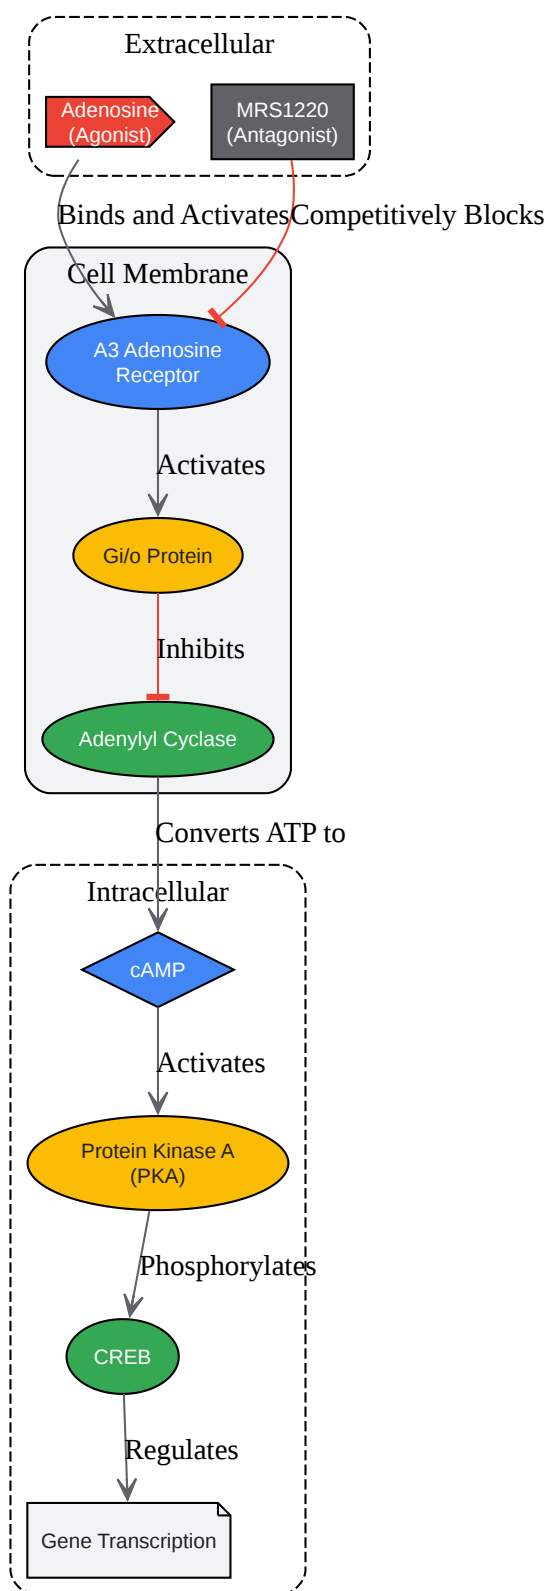 Extracellular
Adenosine
(Agonist)
MRS1220
(Antagonist)
Binds and Activates
Competitively Blocks
Cell Membrane
A3 Adenosine
Receptor
Activates
Gi/o Protein
Inhibits
Adenylyl Cyclase
Converts ATP to
Intracellular
cAMP
Activates
Protein Kinase A
(PKA)
Phosphorylates
CREB
Regulates
Gene Transcription